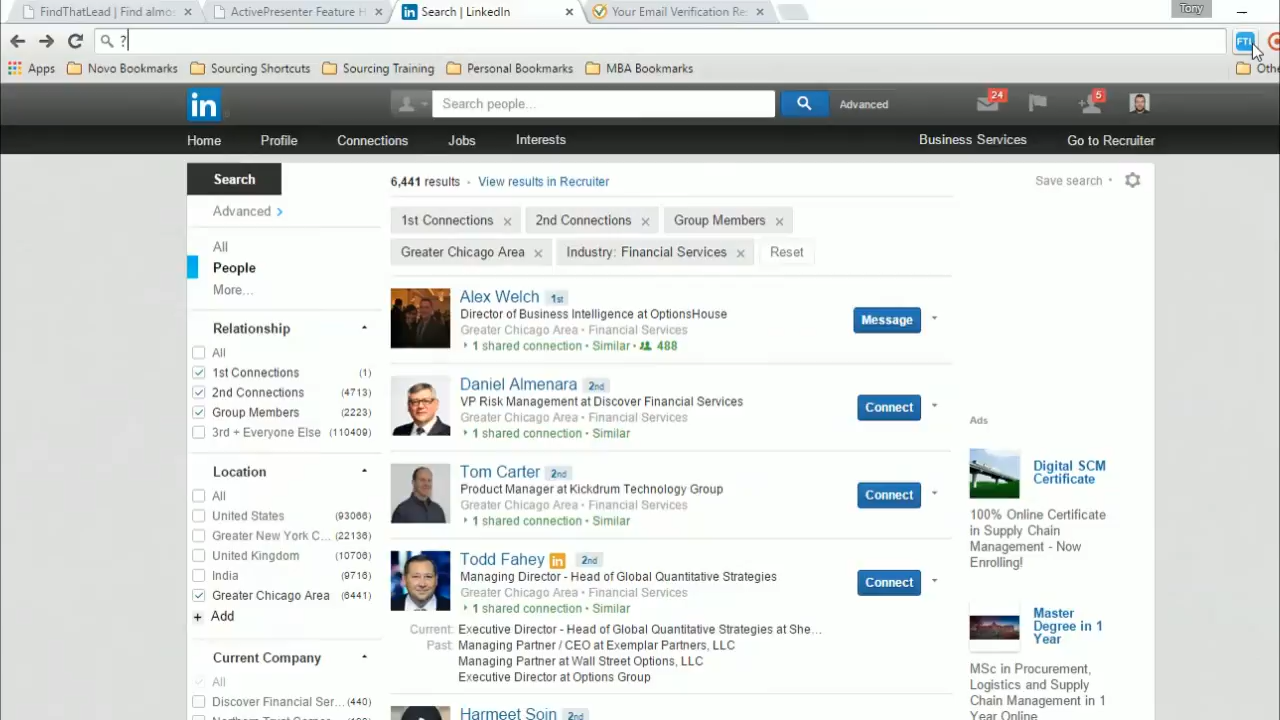 FindThatLead | Find almos
ActivePresenter Feature H
Search | LinkedIn
Your Email Verification Re
Tony
?
FTL
Apps
Novo Bookmarks
Sourcing Shortcuts
Sourcing Training
Personal Bookmarks
MBA Bookmarks
Othe
in
Search people...
Advanced
24
5
Home
Profile
Connections
Jobs
Interests
Business Services
Go to Recruiter
Search
Advanced >
All
People
More...
Relationship
All
1st Connections (1)
2nd Connections (4713)
Group Members (2223)
3rd + Everyone Else (110409)
Location
All
United States (93066)
Greater New York C... (22136)
United Kingdom (10706)
India (9716)
Greater Chicago Area (6441)
+ Add
Current Company
All
Discover Financial Ser... (440)
6,441 results · View results in Recruiter
Save search
1st Connections ×
2nd Connections ×
Group Members ×
Greater Chicago Area ×
Industry: Financial Services ×
Reset
Alex Welch 1st
Director of Business Intelligence at OptionsHouse
Greater Chicago Area · Financial Services
1 shared connection · Similar · 488
Message
Daniel Almenara 2nd
VP Risk Management at Discover Financial Services
Greater Chicago Area · Financial Services
1 shared connection · Similar
Connect
Tom Carter 2nd
Product Manager at Kickdrum Technology Group
Greater Chicago Area · Financial Services
1 shared connection · Similar
Connect
Todd Fahey in 2nd
Managing Director - Head of Global Quantitative Strategies
Greater Chicago Area · Financial Services
1 shared connection · Similar
Connect
Current: Executive Director - Head of Global Quantitative Strategies at She...
Past: Managing Partner / CEO at Exemplar Partners, LLC
Managing Partner at Wall Street Options, LLC
Executive Director at Options Group
Harmeet Soin 2nd
Ads
Digital SCM
Certificate
100% Online Certificate
in Supply Chain
Management - Now
Enrolling!
Master
Degree in 1
Year
MSc in Procurement,
Logistics and Supply
Chain Management in 1
Year Online